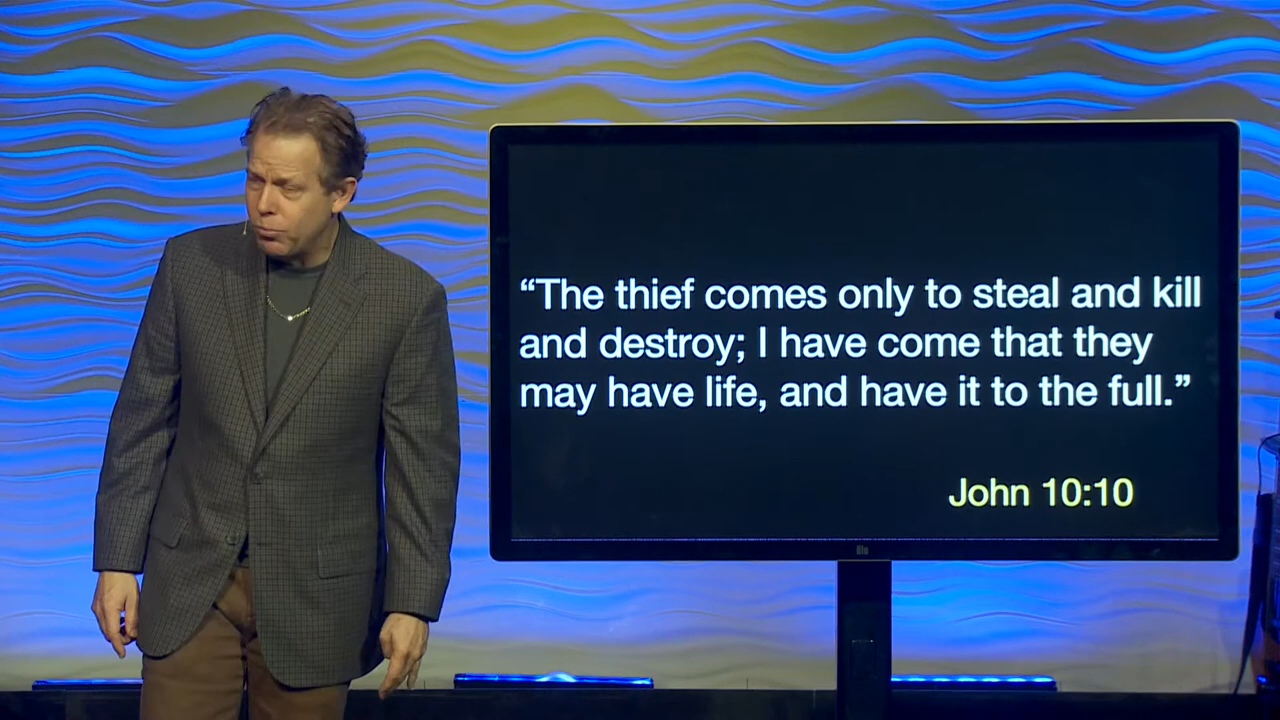 “The thief comes only to steal and kill
and destroy; I have come that they
may have life, and have it to the full.”
John 10:10
elo